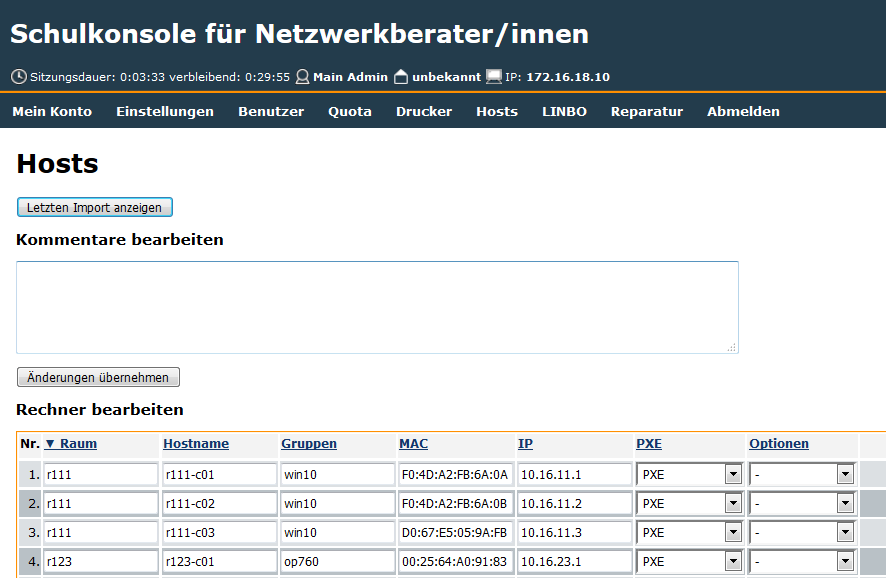 Schulkonsole für Netzwerkberater/innen
Sitzungsdauer: 0:03:33 verbleibend: 0:29:55 Main Admin unbekannt IP: 172.16.18.10
Mein Konto Einstellungen Benutzer Quota Drucker Hosts LINBO Reparatur Abmelden
Hosts
Letzten Import anzeigen
Kommentare bearbeiten
Änderungen übernehmen
Rechner bearbeiten
Nr. ▼ Raum Hostname Gruppen MAC IP PXE Optionen
1. r111 r111-c01 win10 F0:4D:A2:FB:6A:0A 10.16.11.1 PXE -
2. r111 r111-c02 win10 F0:4D:A2:FB:6A:0B 10.16.11.2 PXE -
3. r111 r111-c03 win10 D0:67:E5:05:9A:FB 10.16.11.3 PXE -
4. r123 r123-c01 op760 00:25:64:A0:91:83 10.16.23.1 PXE -